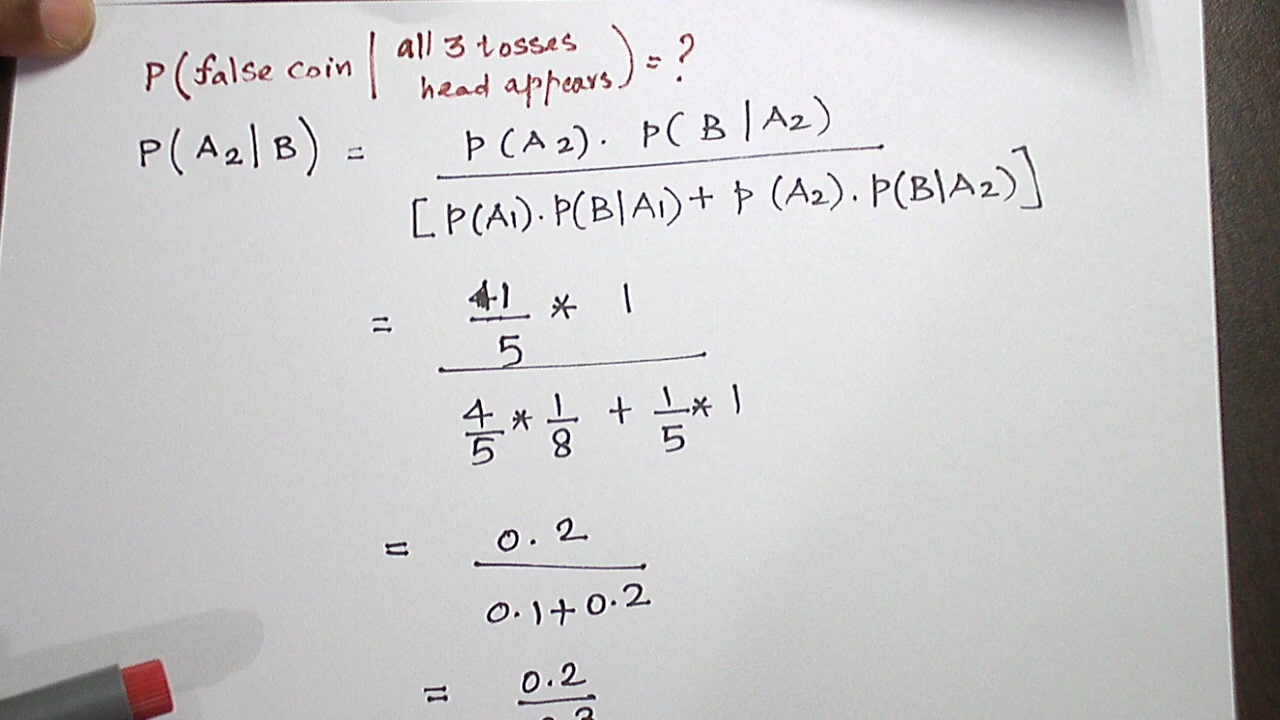 P(false coin | all 3 tosses
head appears) = ?
P(A2|B) = p(A2). p(B|A2)
[p(A1).p(B|A1)+ p(A2).p(B|A2)]
= 1 * 1
5
4 * 1 + 1 * 1
5 8 5
= 0.2
0.1+0.2
= 0.2